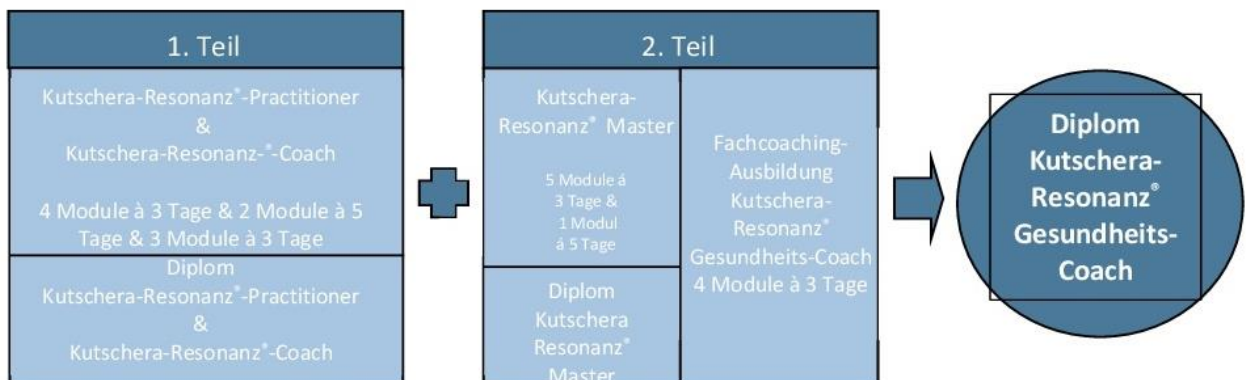 1. Teil
Kutschera-Resonanz®-Practitioner
&
Kutschera-Resonanz-®-Coach
4 Module à 3 Tage & 2 Module à 5
Tage & 3 Module à 3 Tage
Diplom
Kutschera-Resonanz®-Practitioner
&
Kutschera-Resonanz®-Coach
2. Teil
Kutschera-
Resonanz® Master
5 Module á
3 Tage &
1 Modul
á 5 Tage
Diplom
Kutschera
Resonanz®
Master
Fachcoaching-
Ausbildung
Kutschera-
Resonanz®
Gesundheits-Coach
4 Module à 3 Tage
Diplom
Kutschera-
Resonanz®
Gesundheits-
Coach